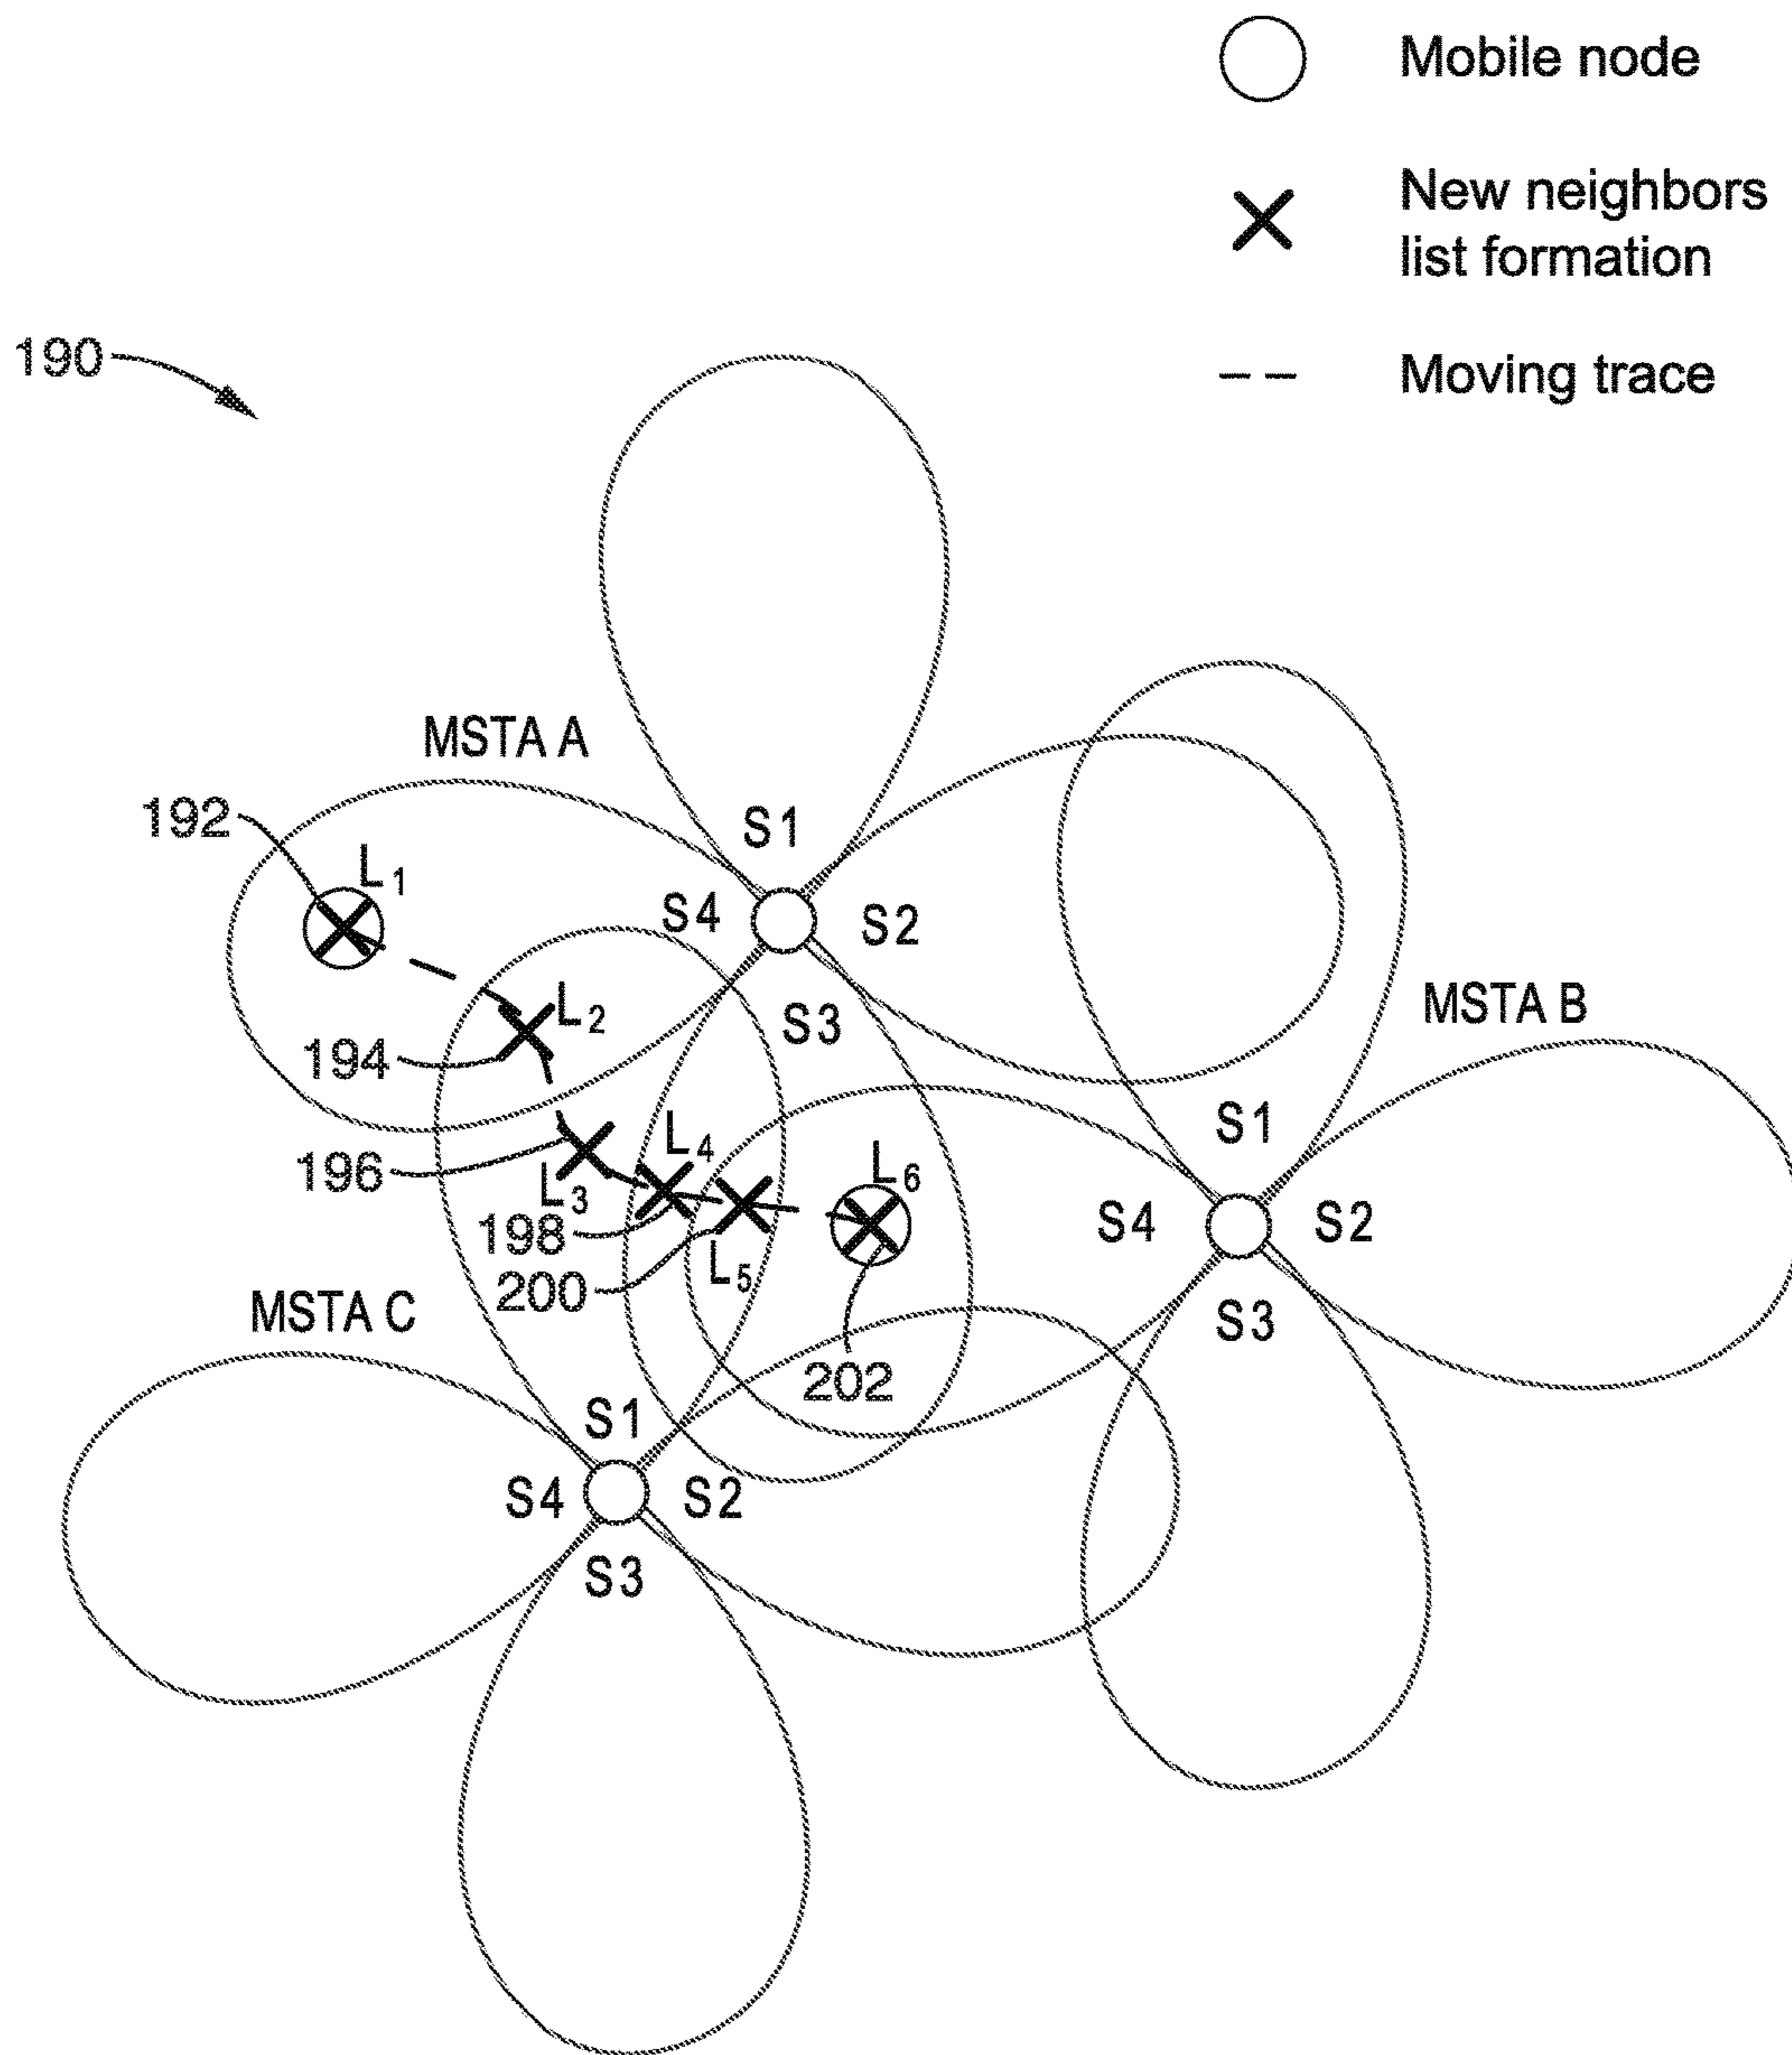 Mobile node
New neighbors
list formation
Moving trace
190
MSTA A
192
L1
S1
S4
S2
S3
L2
194
MSTA B
196
L3
L4
198
200
L5
L6
202
S1
S4
S2
S3
MSTA C
S1
S4
S2
S3